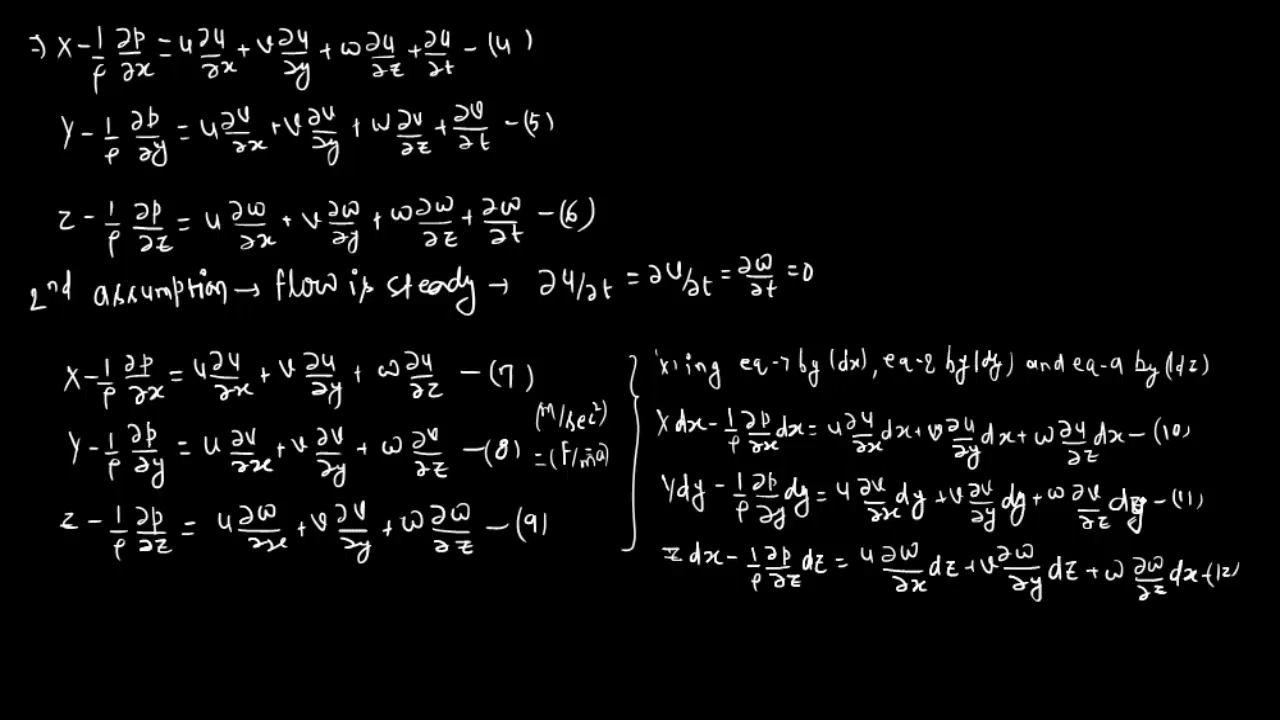 ⇒ X - 1/ρ ∂p/∂x = u ∂u/∂x + v ∂u/∂y + w ∂u/∂z + ∂u/∂t - (4)
Y - 1/ρ ∂p/∂y = u ∂v/∂x + v ∂v/∂y + w ∂v/∂z + ∂v/∂t - (5)
Z - 1/ρ ∂p/∂z = u ∂w/∂x + v ∂w/∂y + w ∂w/∂z + ∂w/∂t - (6)
2nd assumption → flow is steady → ∂u/∂t = ∂v/∂t = ∂w/∂t = 0
X - 1/ρ ∂p/∂x = u ∂u/∂x + v ∂u/∂y + w ∂u/∂z - (7)
Y - 1/ρ ∂p/∂y = u ∂v/∂x + v ∂v/∂y + w ∂v/∂z - (8)
(m/sec²)
= (F/ma)
Z - 1/ρ ∂p/∂z = u ∂w/∂x + v ∂v/∂y + w ∂w/∂z - (9)
'x'ing eq-7 by (dx), eq-8 by (dy) and eq-9 by (dz)
X dx - 1/ρ ∂p/∂x dx = u ∂u/∂x dx + v ∂u/∂y dx + w ∂u/∂z dx - (10)
Y dy - 1/ρ ∂p/∂y dy = u ∂v/∂x dy + v ∂v/∂y dy + w ∂v/∂z dy - (11)
Z dx - 1/ρ ∂p/∂z dz = u ∂w/∂x dz + v ∂w/∂y dz + w ∂w/∂z dx - (12)